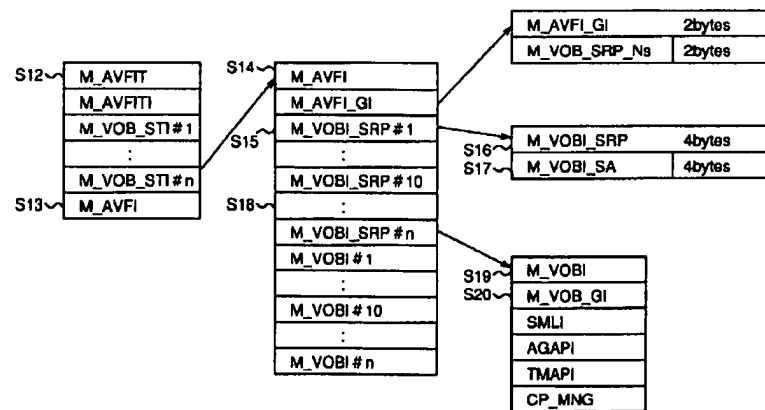 S12 M_AVFIT
M_AVFITI
M_VOB_STI #1
:
M_VOB_STI #n
S13 M_AVFI
S14 M_AVFI
M_AVFI_GI
S15 M_VOBI_SRP #1
:
M_VOBI_SRP #10
S18 :
M_VOBI_SRP #n
M_VOBI #1
:
M_VOBI #10
:
M_VOBI #n
M_AVFI_GI 2bytes
M_VOB_SRP_Ns 2bytes
S16 M_VOBI_SRP 4bytes
S17 M_VOBI_SA 4bytes
S19 M_VOBI
S20 M_VOB_GI
SMLI
AGAPI
TMAPI
CP_MNG